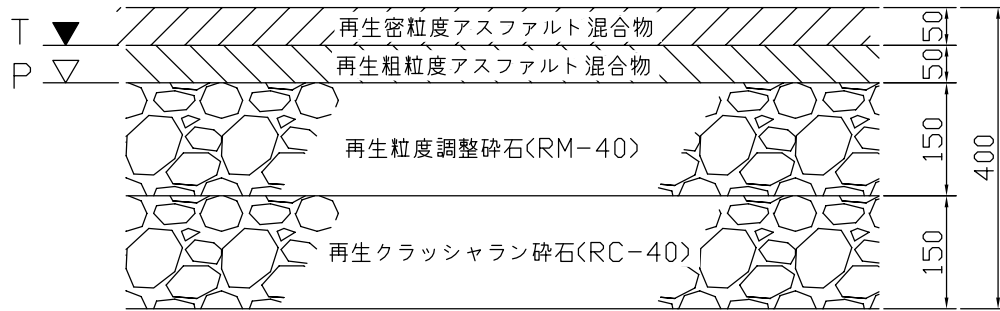 T
再生密粒度アスファルト混合物
50
P
再生粗粒度アスファルト混合物
50
再生粒度調整砕石(RM-40)
150
400
再生クラッシャラン砕石(RC-40)
150